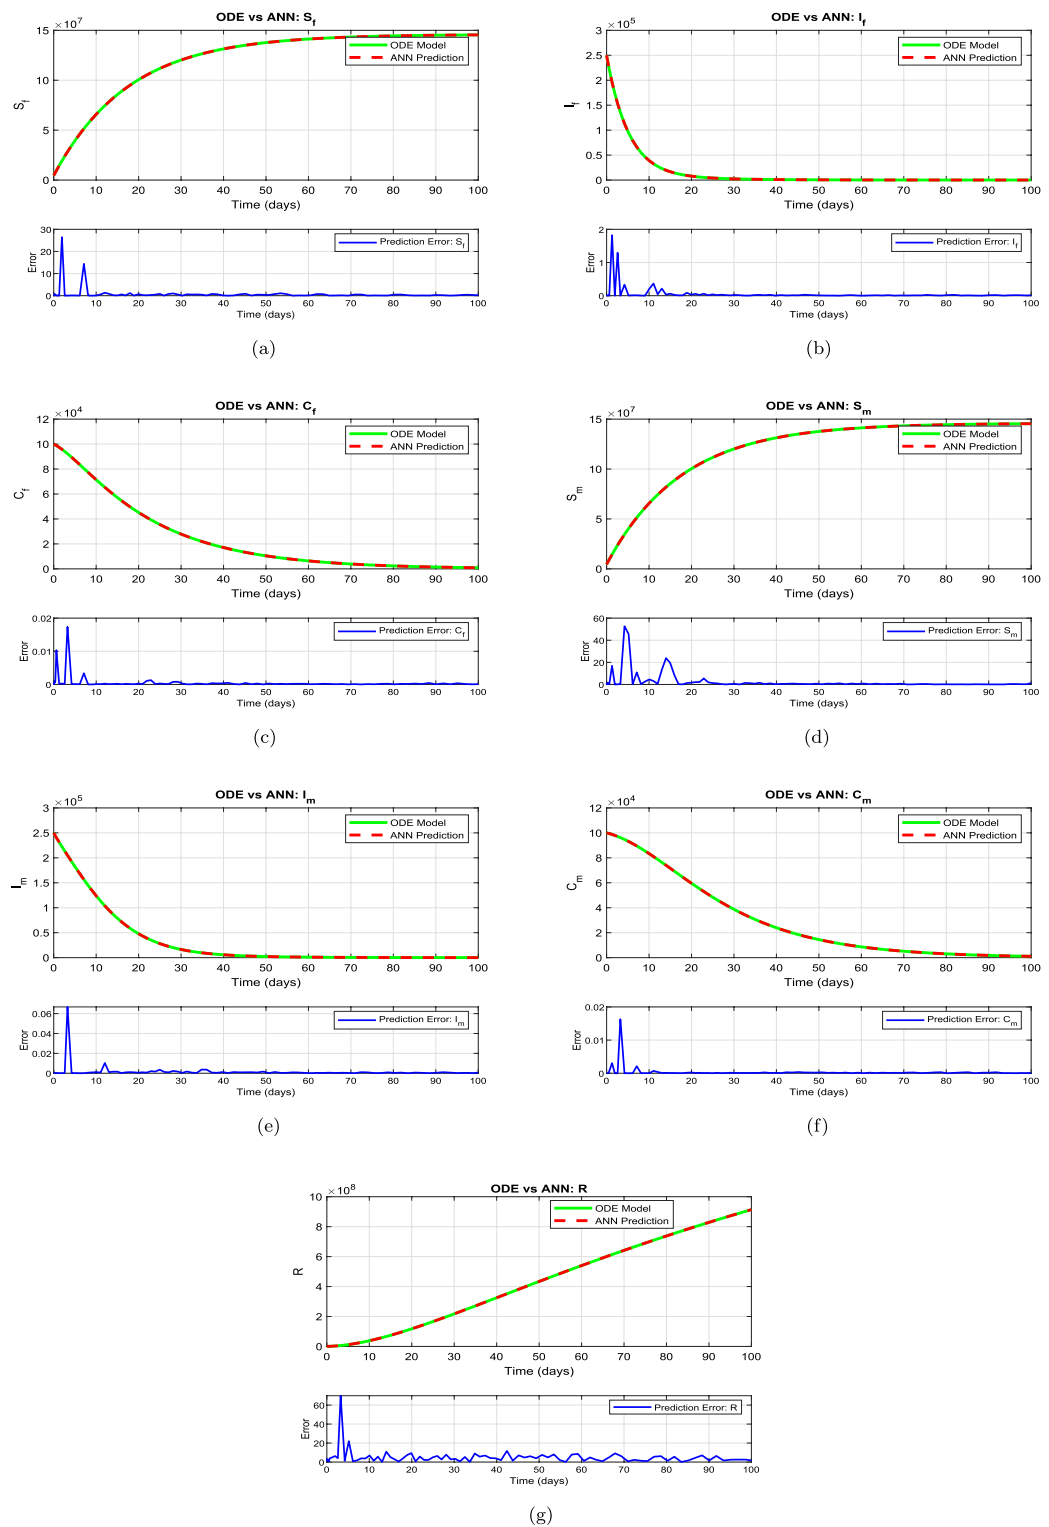 ODE vs ANN: S_f
×10^7
15
10
5
0
S_f
ODE Model
ANN Prediction
0 10 20 30 40 50 60 70 80 90 100
Time (days)
30
20
10
0
Error
Prediction Error: S_f
0 10 20 30 40 50 60 70 80 90 100
Time (days)
(a)
ODE vs ANN: I_f
×10^5
3
2.5
2
1.5
1
0.5
0
I_f
ODE Model
ANN Prediction
0 10 20 30 40 50 60 70 80 90 100
Time (days)
2
1
0
Error
Prediction Error: I_f
0 10 20 30 40 50 60 70 80 90 100
Time (days)
(b)
ODE vs ANN: C_f
×10^4
12
10
8
6
4
2
0
C_f
ODE Model
ANN Prediction
0 10 20 30 40 50 60 70 80 90 100
Time (days)
0.02
0.01
0
Error
Prediction Error: C_f
0 10 20 30 40 50 60 70 80 90 100
Time (days)
(c)
ODE vs ANN: S_m
×10^7
15
10
5
0
S_m
ODE Model
ANN Prediction
0 10 20 30 40 50 60 70 80 90 100
Time (days)
60
40
20
0
Error
Prediction Error: S_m
0 10 20 30 40 50 60 70 80 90 100
Time (days)
(d)
ODE vs ANN: I_m
×10^5
3
2.5
2
1.5
1
0.5
0
I_m
ODE Model
ANN Prediction
0 10 20 30 40 50 60 70 80 90 100
Time (days)
0.06
0.04
0.02
0
Error
Prediction Error: I_m
0 10 20 30 40 50 60 70 80 90 100
Time (days)
(e)
ODE vs ANN: C_m
×10^4
12
10
8
6
4
2
0
C_m
ODE Model
ANN Prediction
0 10 20 30 40 50 60 70 80 90 100
Time (days)
0.02
0.01
0
Error
Prediction Error: C_m
0 10 20 30 40 50 60 70 80 90 100
Time (days)
(f)
ODE vs ANN: R
×10^8
10
8
6
4
2
0
R
ODE Model
ANN Prediction
0 10 20 30 40 50 60 70 80 90 100
Time (days)
60
40
20
0
Error
Prediction Error: R
0 10 20 30 40 50 60 70 80 90 100
Time (days)
(g)